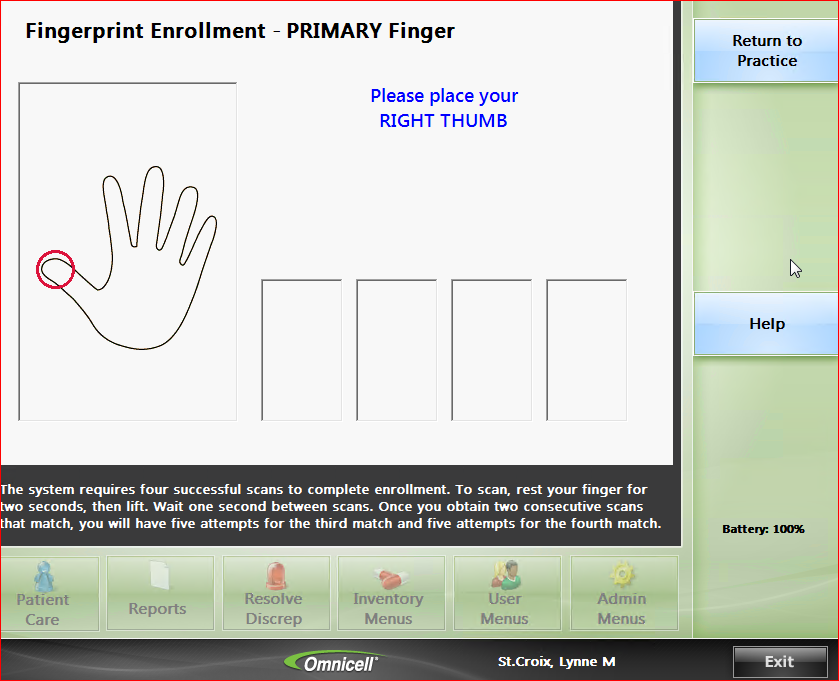 Fingerprint Enrollment - PRIMARY Finger
Return to
Practice
Please place your
RIGHT THUMB
Help
The system requires four successful scans to complete enrollment. To scan, rest your finger for
two seconds, then lift. Wait one second between scans. Once you obtain two consecutive scans
that match, you will have five attempts for the third match and five attempts for the fourth match.
Battery: 100%
Patient
Care
Reports
Resolve
Discrep
Inventory
Menus
User
Menus
Admin
Menus
Omnicell
St.Croix, Lynne M
Exit